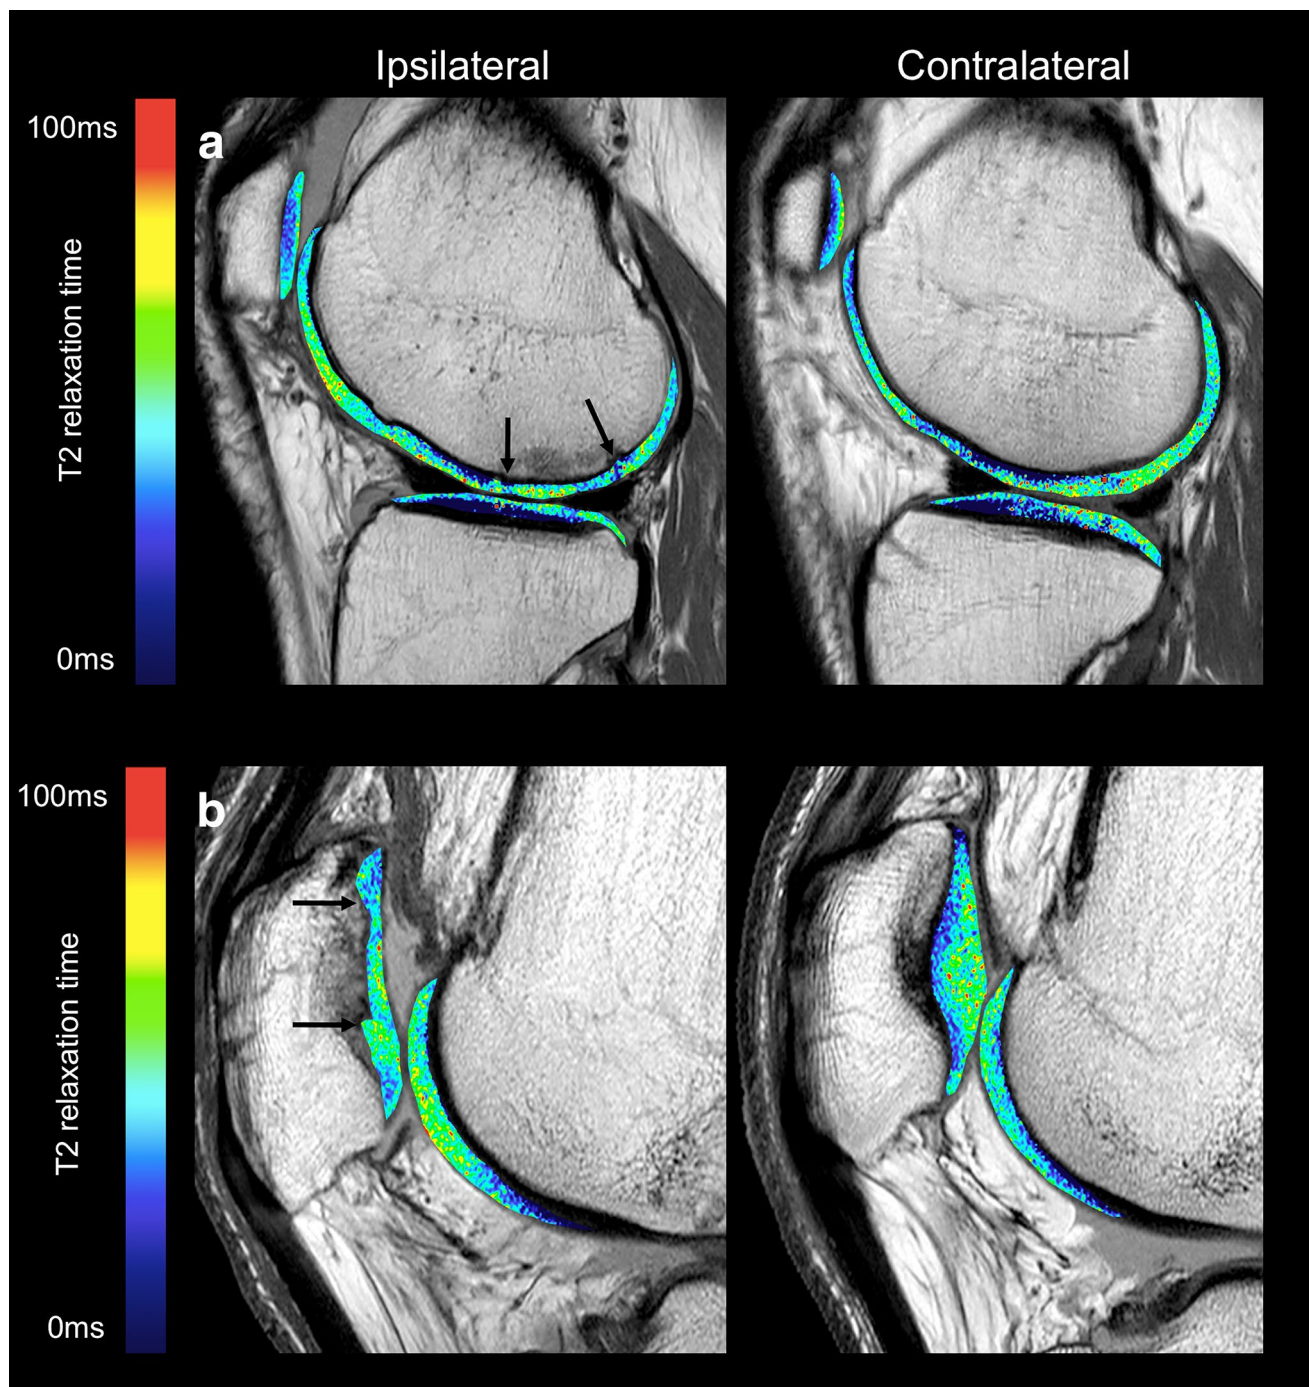 Ipsilateral
Contralateral
100ms
a
T2 relaxation time
0ms
100ms
b
T2 relaxation time
0ms